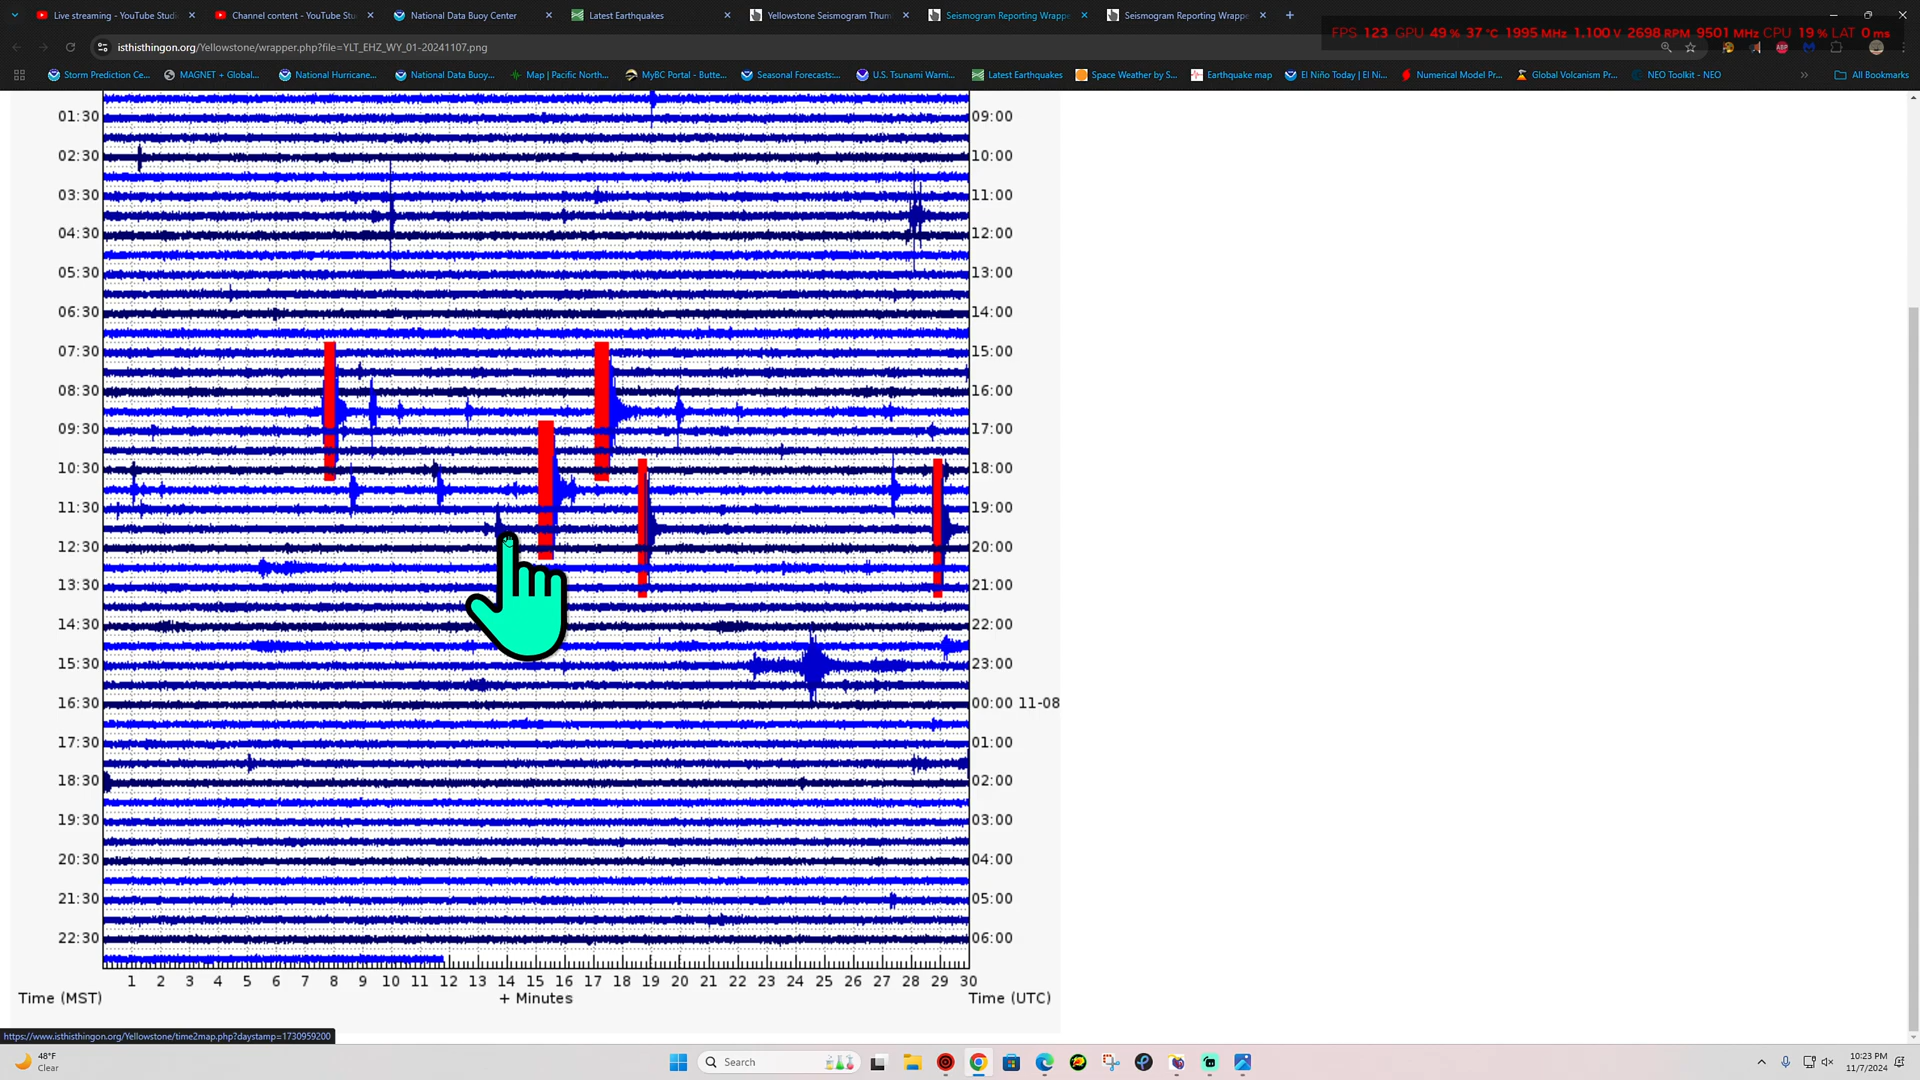 Live streaming - YouTube Studi
Channel content - YouTube Stu
National Data Buoy Center
Latest Earthquakes
Yellowstone Seismogram Thum
Seismogram Reporting Wrappe
Seismogram Reporting Wrappe
FPS 123 GPU 49 % 37 °C 1995 MHz 1,100 V 2698 RPM 9501 MHz CPU 19 % LAT 0 ms
isthisthingon.org/Yellowstone/wrapper.php?file=YLT_EHZ_WY_01-20241107.png
Storm Prediction Ce...
MAGNET + Global...
National Hurricane...
National Data Buoy...
Map | Pacific North...
MyBC Portal - Butte...
Seasonal Forecasts:...
U.S. Tsunami Warni...
Latest Earthquakes
Space Weather by S...
Earthquake map
El Niño Today | El Ni...
Numerical Model Pr...
Global Volcanism Pr...
NEO Toolkit - NEO
All Bookmarks
01:30 09:00
02:30 10:00
03:30 11:00
04:30 12:00
05:30 13:00
06:30 14:00
07:30 15:00
08:30 16:00
09:30 17:00
10:30 18:00
11:30 19:00
12:30 20:00
13:30 21:00
14:30 22:00
15:30 23:00
16:30 00:00 11-08
17:30 01:00
18:30 02:00
19:30 03:00
20:30 04:00
21:30 05:00
22:30 06:00
1 2 3 4 5 6 7 8 9 10 11 12 13 14 15 16 17 18 19 20 21 22 23 24 25 26 27 28 29 30
Time (MST) + Minutes Time (UTC)
https://www.isthisthingon.org/Yellowstone/time2map.php?daystamp=1730959200
48°F
Clear
Search
10:23 PM
11/7/2024